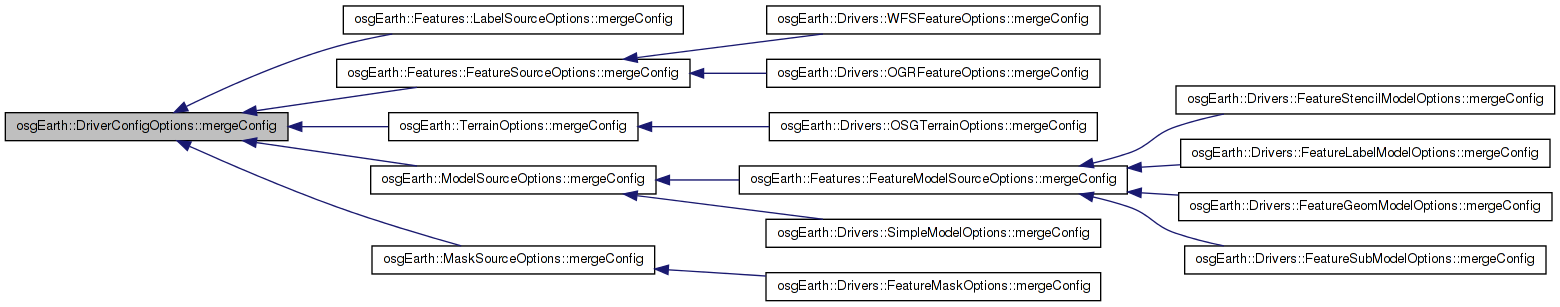 osgEarth::DriverConfigOptions::mergeConfig
osgEarth::Features::LabelSourceOptions::mergeConfig
osgEarth::Features::FeatureSourceOptions::mergeConfig
osgEarth::TerrainOptions::mergeConfig
osgEarth::ModelSourceOptions::mergeConfig
osgEarth::MaskSourceOptions::mergeConfig
osgEarth::Drivers::WFSFeatureOptions::mergeConfig
osgEarth::Drivers::OGRFeatureOptions::mergeConfig
osgEarth::Drivers::OSGTerrainOptions::mergeConfig
osgEarth::Features::FeatureModelSourceOptions::mergeConfig
osgEarth::Drivers::SimpleModelOptions::mergeConfig
osgEarth::Drivers::FeatureMaskOptions::mergeConfig
osgEarth::Drivers::FeatureStencilModelOptions::mergeConfig
osgEarth::Drivers::FeatureLabelModelOptions::mergeConfig
osgEarth::Drivers::FeatureGeomModelOptions::mergeConfig
osgEarth::Drivers::FeatureSubModelOptions::mergeConfig